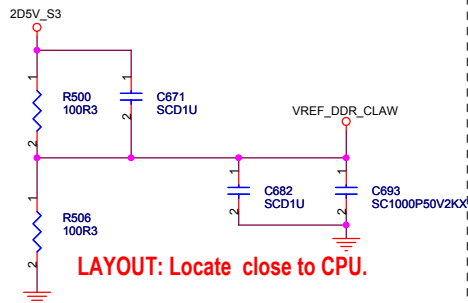 2D5V_S3
1
R500
100R3
2
1
C671
SCD1U
2
VREF_DDR_CLAW
1
R506
100R3
2
1
C682
SCD1U
2
1
C693
SC1000P50V2KX
2
LAYOUT: Locate close to CPU.